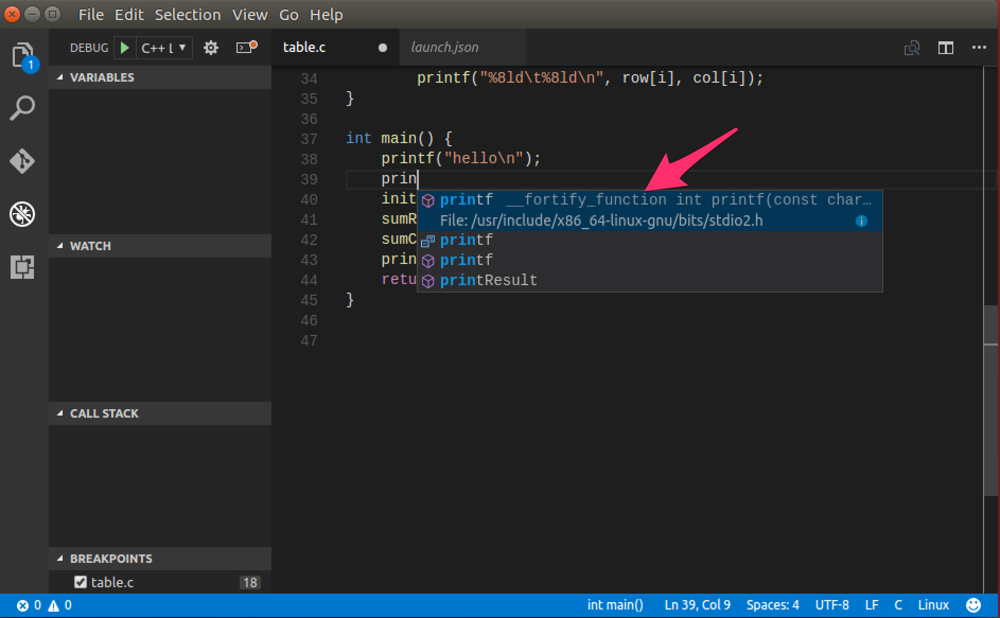 File Edit Selection View Go Help
DEBUG C++ L
table.c launch.json
1
VARIABLES
WATCH
CALL STACK
BREAKPOINTS
table.c 18
34 printf("%8ld\t%8ld\n", row[i], col[i]);
35 }
36
37 int main() {
38 printf("hello\n");
39 prin
40 init
41 sumR
42 sumC
43 prin
44 retu
45 }
46
47
printf __fortify_function int printf(const char…
File: /usr/include/x86_64-linux-gnu/bits/stdio2.h
printf
printf
printResult
0 0 int main() Ln 39, Col 9 Spaces: 4 UTF-8 LF C Linux